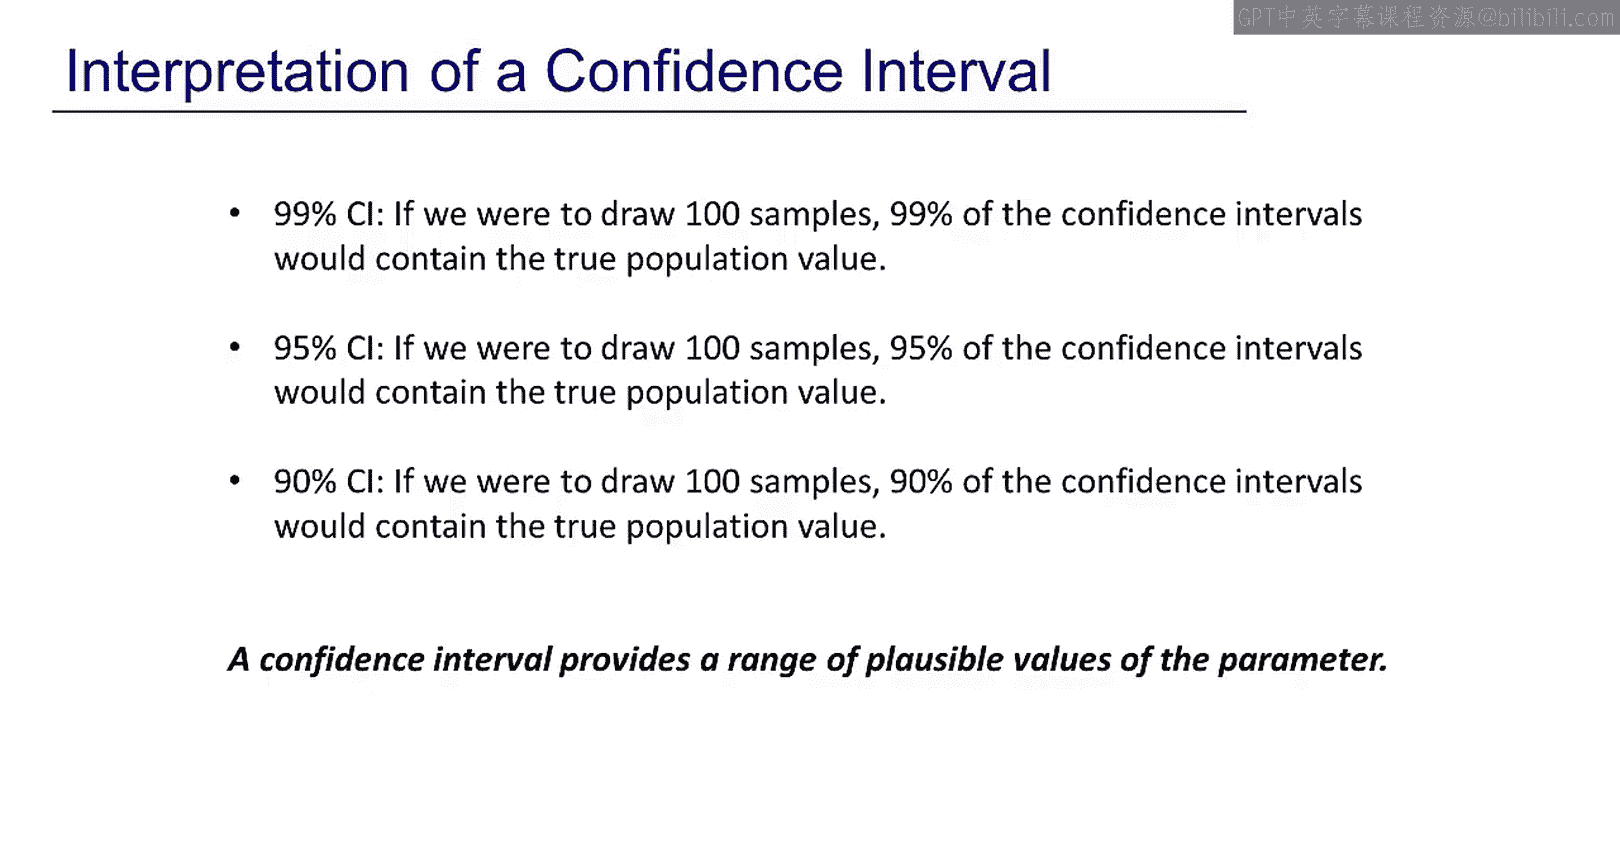 GPT中英字幕课程资源@bilibili.com
Interpretation of a Confidence Interval
• 99% CI: If we were to draw 100 samples, 99% of the confidence intervals
would contain the true population value.
• 95% CI: If we were to draw 100 samples, 95% of the confidence intervals
would contain the true population value.
• 90% CI: If we were to draw 100 samples, 90% of the confidence intervals
would contain the true population value.
A confidence interval provides a range of plausible values of the parameter.